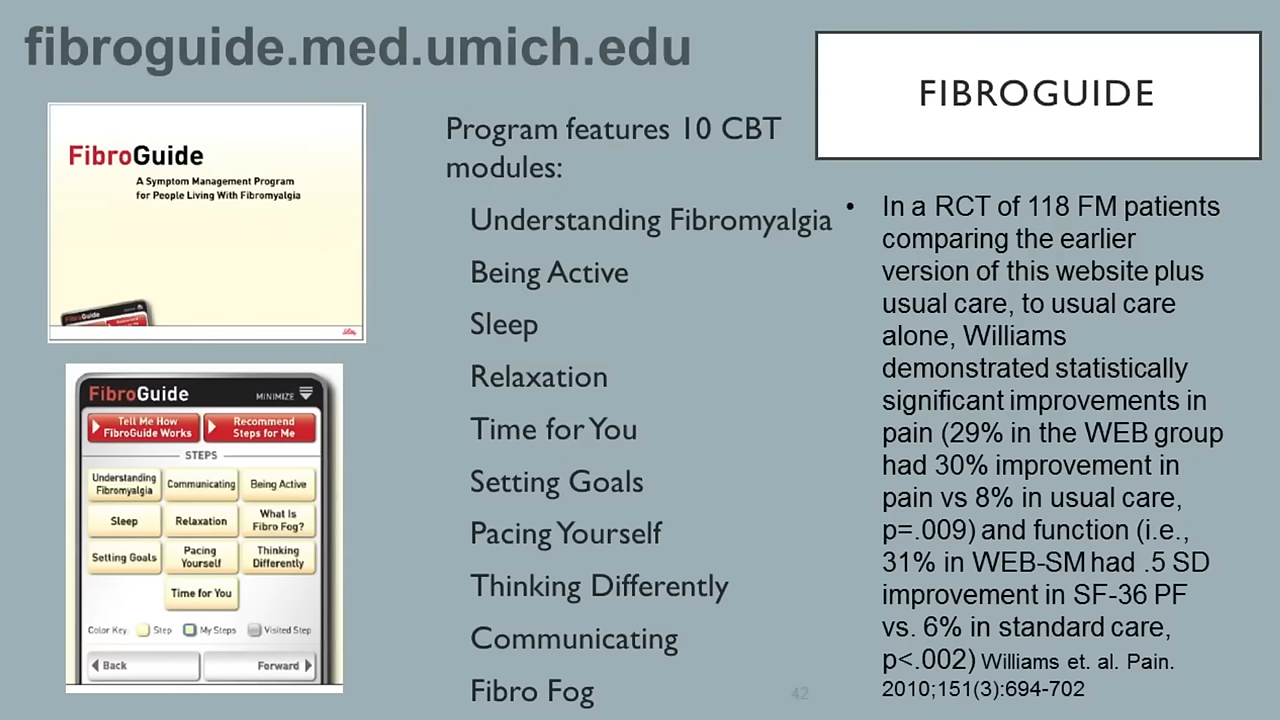 fibroguide.med.umich.edu
FIBROGUIDE
FibroGuide
A Symptom Management Program
for People Living With Fibromyalgia
FibroGuide
Lilly
FibroGuide
MINIMIZE
Tell Me How
FibroGuide Works
Recommend
Steps for Me
STEPS
Understanding
Fibromyalgia
Communicating
Being Active
Sleep
Relaxation
What Is
Fibro Fog?
Setting Goals
Pacing
Yourself
Thinking
Differently
Time for You
Color Key: Step My Steps Visited Step
Back
Forward
Program features 10 CBT
modules:
Understanding Fibromyalgia
Being Active
Sleep
Relaxation
Time for You
Setting Goals
Pacing Yourself
Thinking Differently
Communicating
Fibro Fog
• In a RCT of 118 FM patients
comparing the earlier
version of this website plus
usual care, to usual care
alone, Williams
demonstrated statistically
significant improvements in
pain (29% in the WEB group
had 30% improvement in
pain vs 8% in usual care,
p=.009) and function (i.e.,
31% in WEB-SM had .5 SD
improvement in SF-36 PF
vs. 6% in standard care,
p<.002) Williams et. al. Pain.
2010;151(3):694-702
42